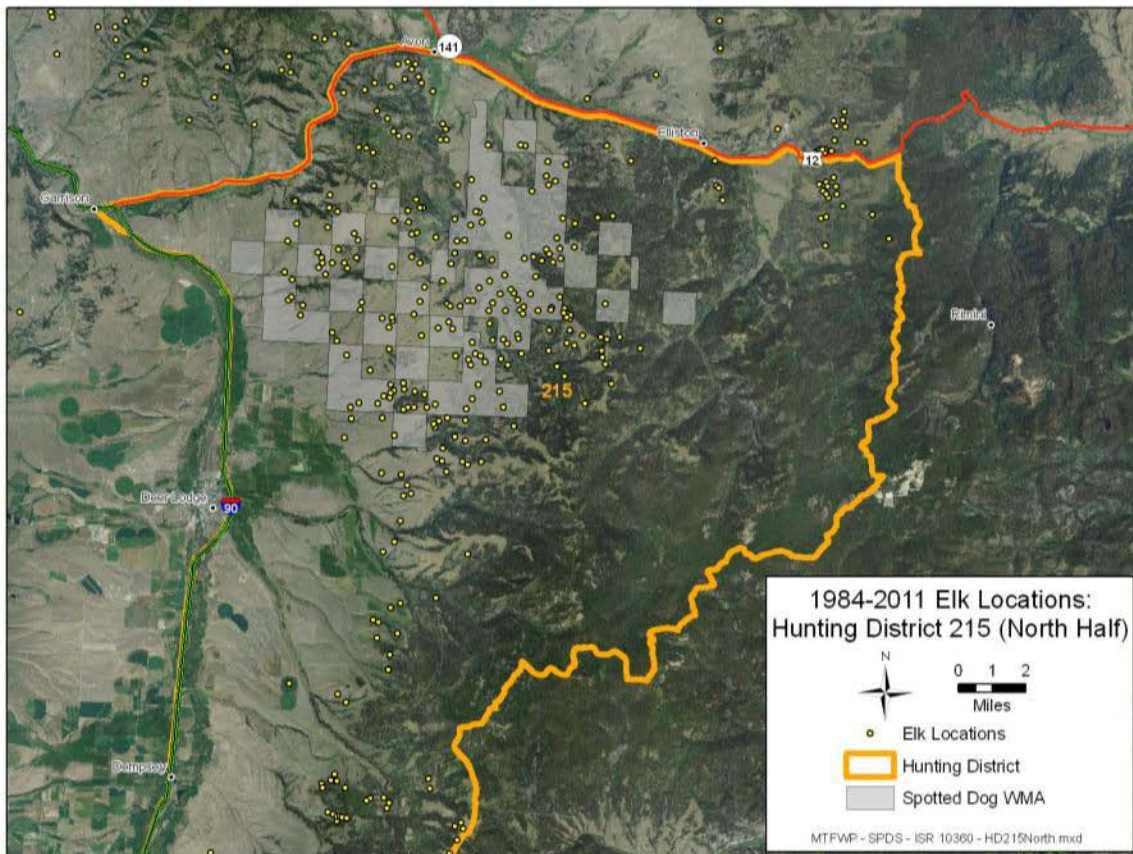 Avon
141
Elliston
12
Garrison
Rimini
215
Deer Lodge
90
Dempsey
1984-2011 Elk Locations:
Hunting District 215 (North Half)
N
0 1 2
Miles
Elk Locations
Hunting District
Spotted Dog WMA
MTFWP - SPDS - ISR 10360 - HD215North.mxd